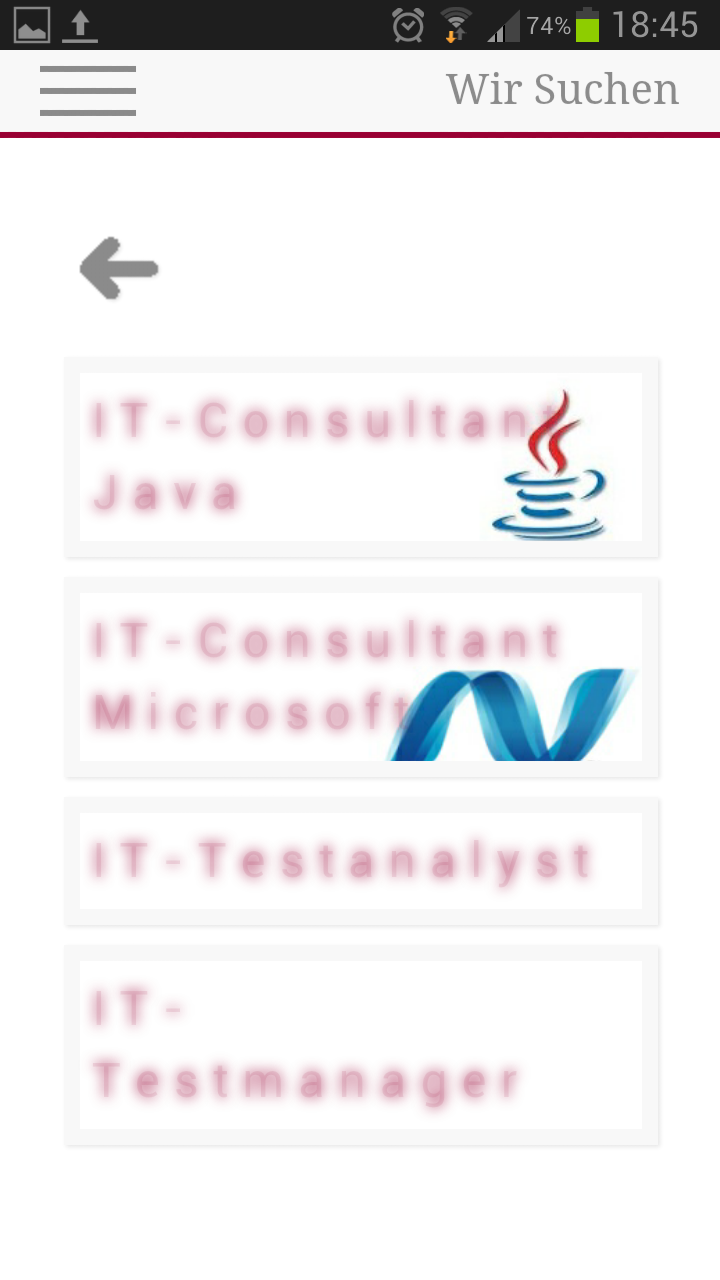 74% 18:45
Wir Suchen
IT-Consultant
Java
IT-Consultant
Microsoft
IT-Testanalyst
IT-
Testmanager